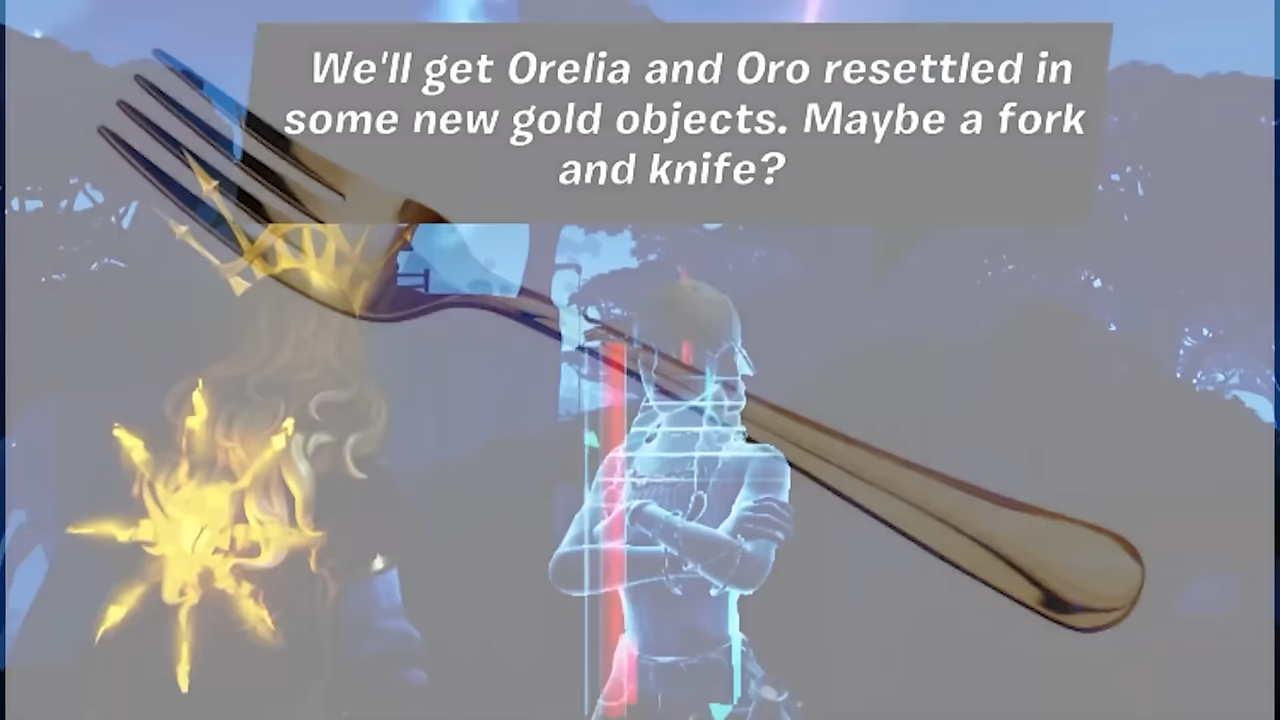 We'll get Orelia and Oro resettled in
some new gold objects. Maybe a fork
and knife?